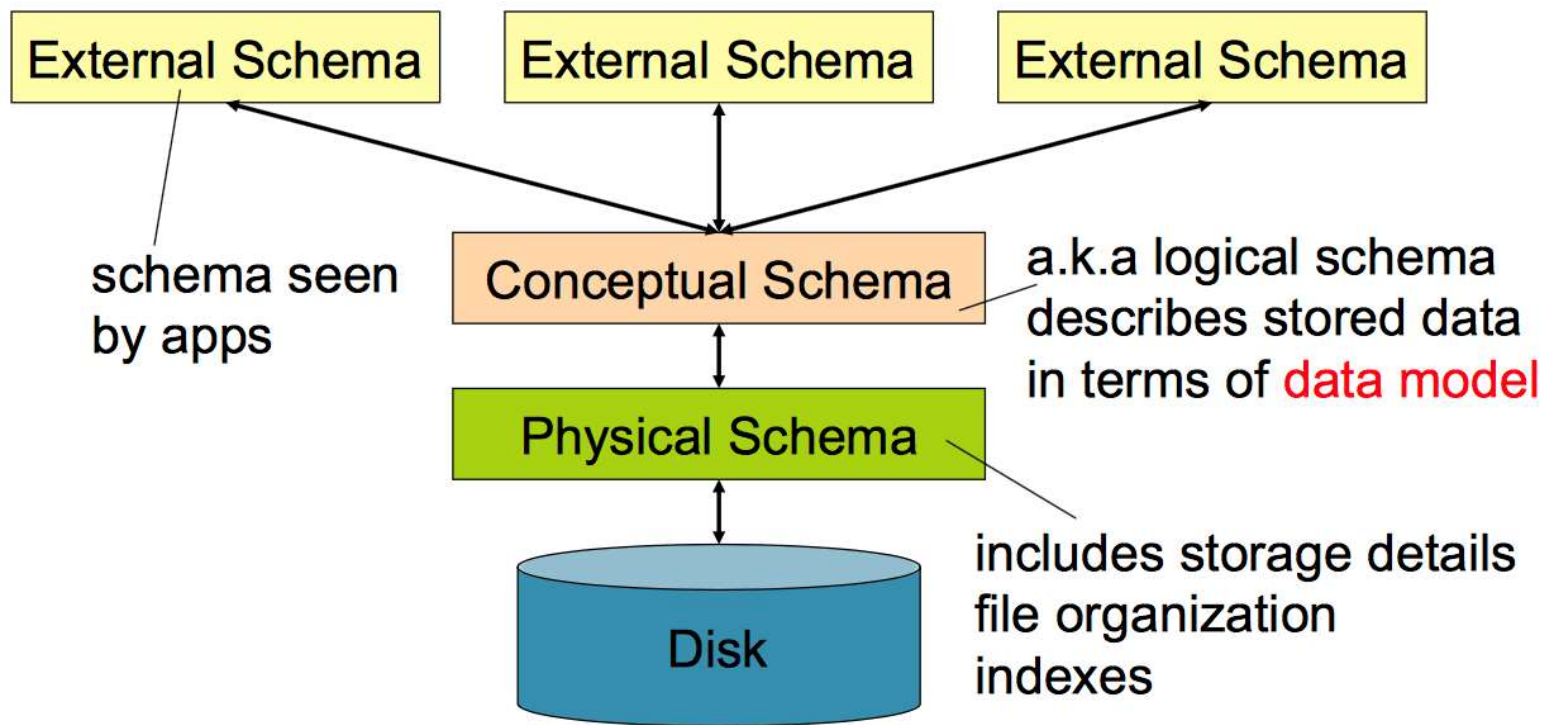 External Schema
External Schema
External Schema
schema seen
by apps
Conceptual Schema
a.k.a logical schema
describes stored data
in terms of data model
Physical Schema
includes storage details
file organization
indexes
Disk